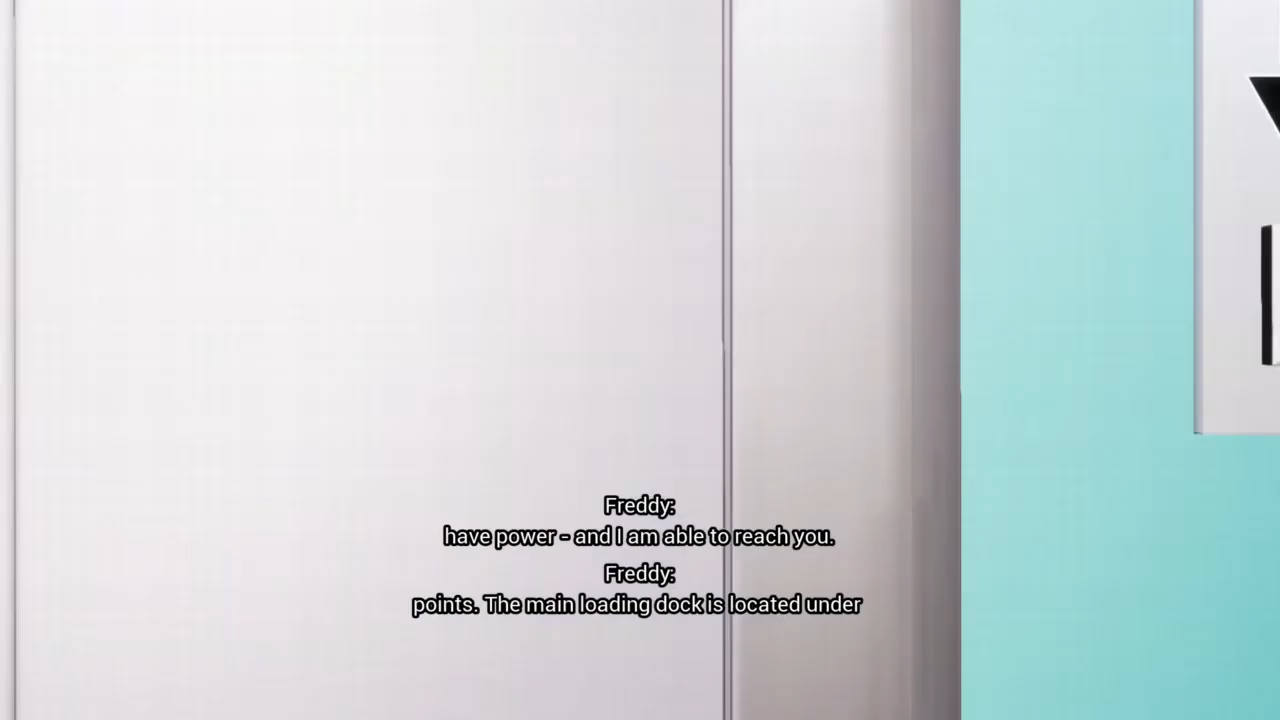 Freddy:
have power - and I am able to reach you.
Freddy:
points. The main loading dock is located under